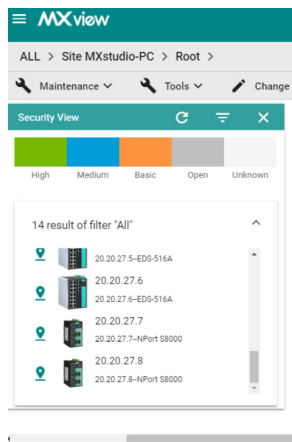 MXview
ALL > Site MXstudio-PC > Root >
Maintenance Tools Change
Security View
High Medium Basic Open Unknown
14 result of filter "All"
20.20.27.5–EDS-516A
20.20.27.6
20.20.27.6–EDS-516A
20.20.27.7
20.20.27.7–NPort S8000
20.20.27.8
20.20.27.8–NPort S8000